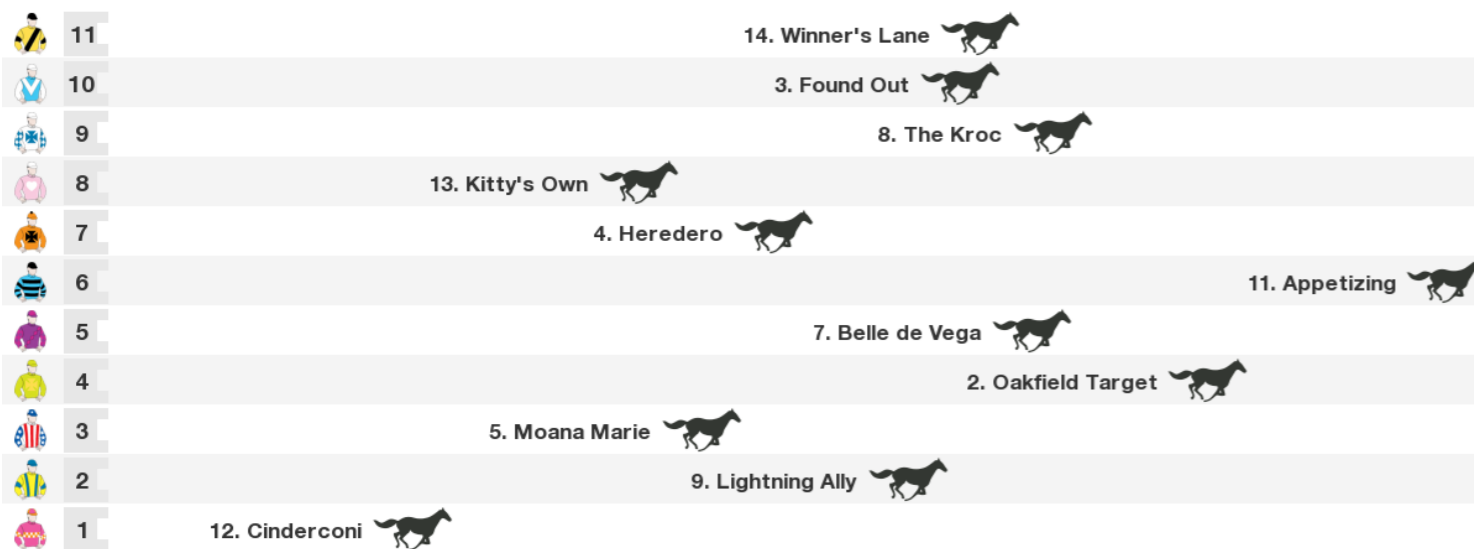 11 14. Winner's Lane
10 3. Found Out
9 8. The Kroc
8 13. Kitty's Own
7 4. Heredero
6 11. Appetizing
5 7. Belle de Vega
4 2. Oakfield Target
3 5. Moana Marie
2 9. Lightning Ally
1 12. Cinderconi